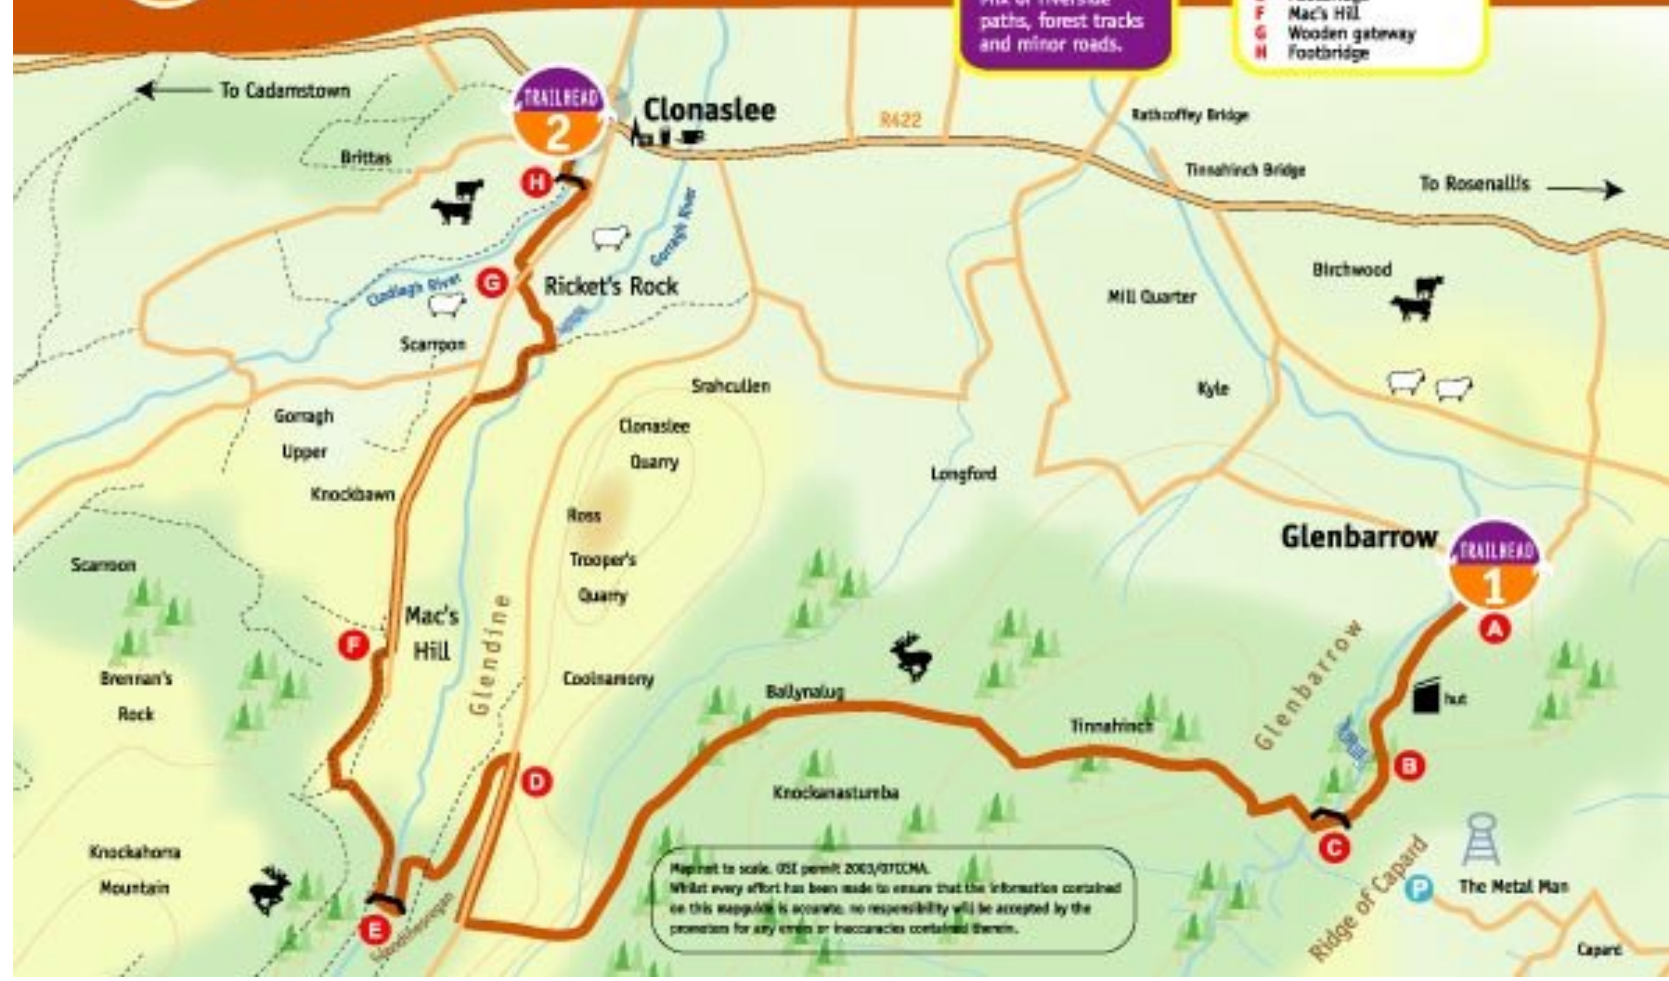 paths, forest tracks
and minor roads.
F Mac's Hill
G Wooden gateway
H Footbridge
To Cadamstown
TRAILHEAD
2
Clonaslee
R422
Rathcoffey Bridge
Tinnahinch Bridge
To Rosenallis
Brittas
H
Gorragh River
Birchwood
Clodiagh River
G
Ricket's Rock
Mill Quarter
Scarroon
Srahcullen
Kyle
Gorragh
Upper
Clonaslee
Quarry
Longford
Knockbawn
Ross
Glenbarrow
TRAILHEAD
1
Scarroon
Trooper's
Quarry
A
Mac's
Hill
F
Glendine
Glenbarrow
Brennan's
Rock
Coolnamony
Ballynalug
hut
Tinnahinch
D
B
Knockanastumba
C
Knockahorra
Mountain
Map not to scale. OSI permit 2003/07CCMA.
Whilst every effort has been made to ensure that the information contained
on this mapguide is accurate, no responsibility will be accepted by the
promoters for any errors or inaccuracies contained therein.
Ridge of Capard
P
The Metal Man
E
Capard